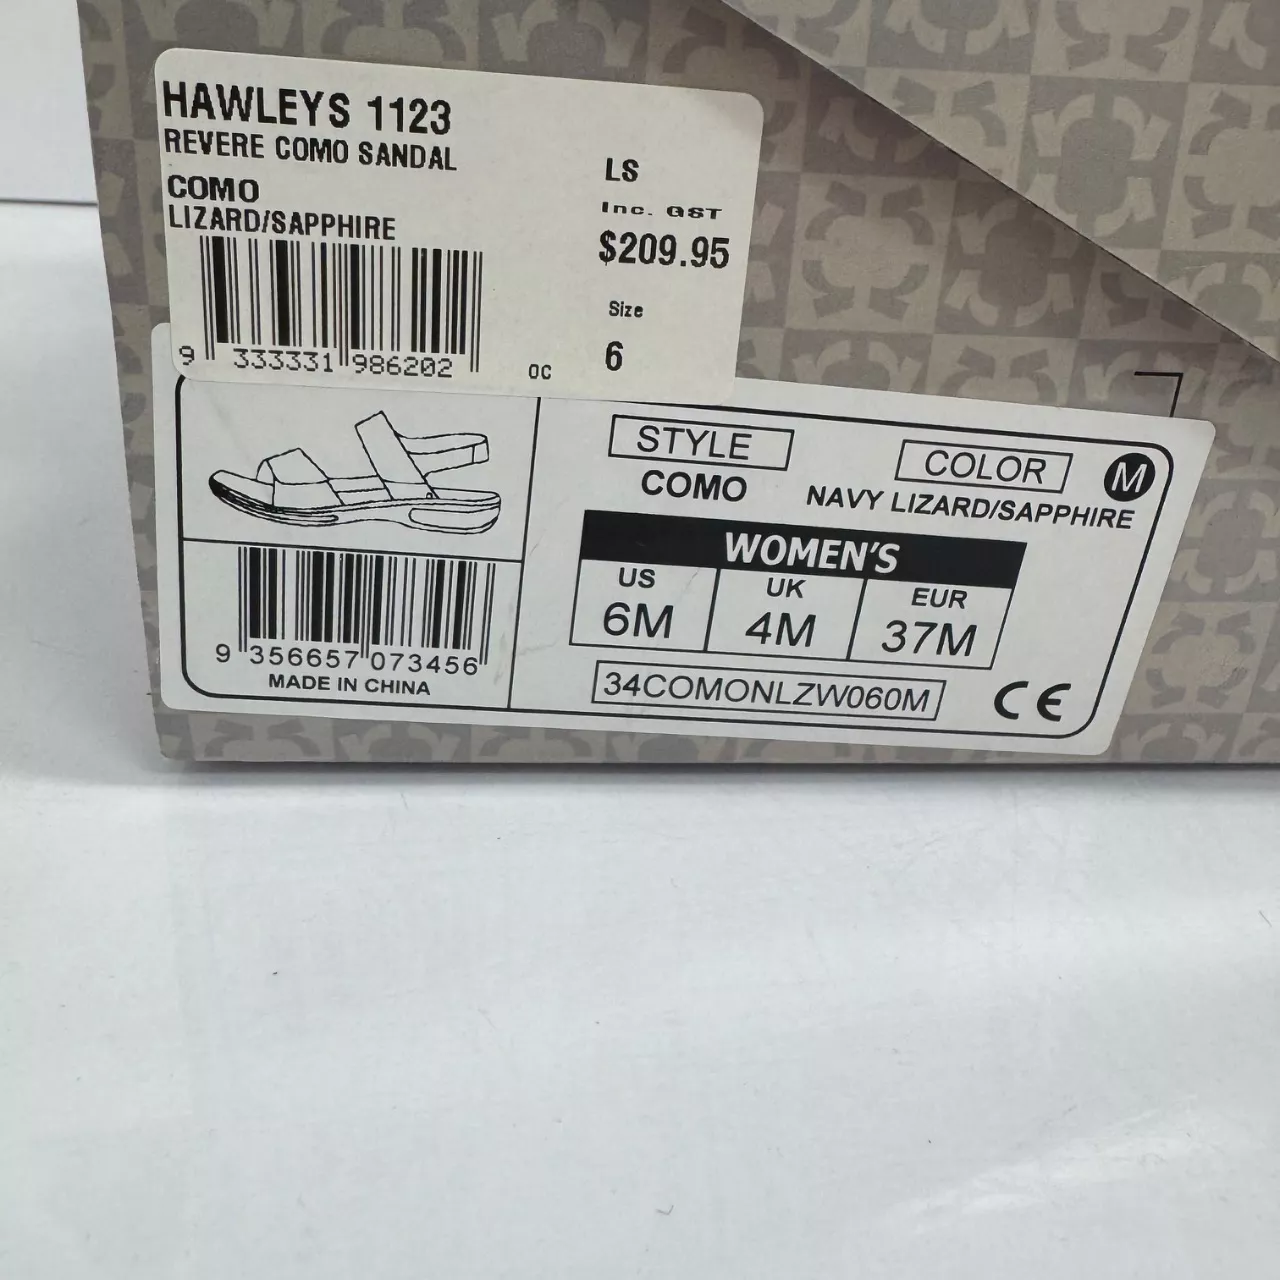 HAWLEYS 1123
REVERE COMO SANDAL
COMO
LIZARD/SAPPHIRE
LS
Inc. GST
$209.95
Size
6
9 333331 986202
OC
STYLE
COMO
COLOR
M
NAVY LIZARD/SAPPHIRE
WOMEN'S
US
6M
UK
4M
EUR
37M
9 356657 073456
MADE IN CHINA
34COMONLZW060M
CE